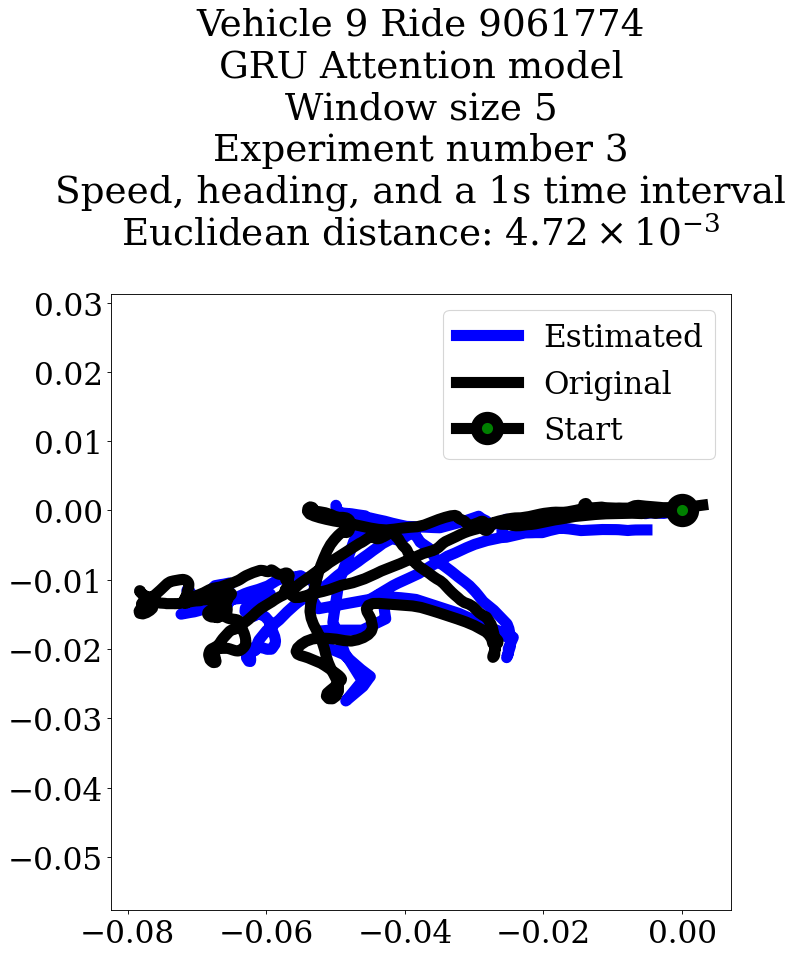 Vehicle 9 Ride 9061774
GRU Attention model
Window size 5
Experiment number 3
Speed, heading, and a 1s time interval
Euclidean distance: 4.72 × 10⁻³
Estimated
Original
Start
0.03
0.02
0.01
0.00
−0.01
−0.02
−0.03
−0.04
−0.05
−0.08 −0.06 −0.04 −0.02 0.00